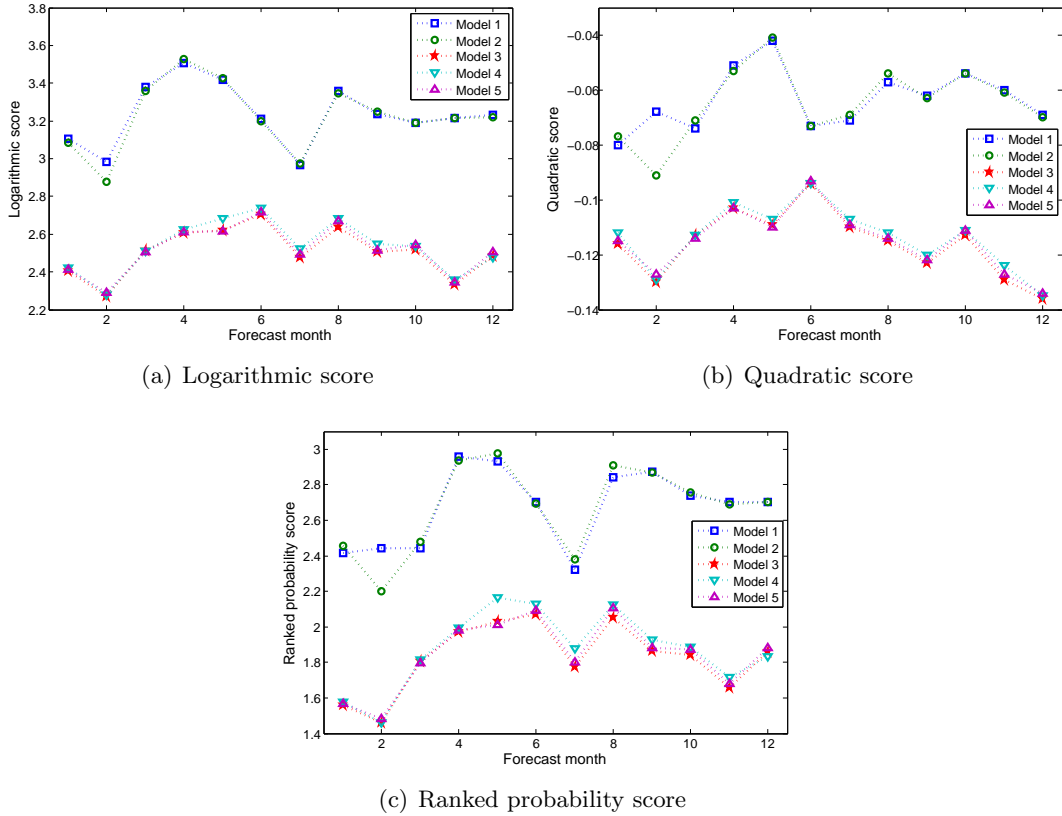 3.8
3.6
3.4
3.2
3
2.8
2.6
2.4
2.2
Logarithmic score
2 4 6 8 10 12
Forecast month
Model 1
Model 2
Model 3
Model 4
Model 5
(a) Logarithmic score
−0.04
−0.06
−0.08
−0.1
−0.12
−0.14
Quadratic score
2 4 6 8 10 12
Forecast month
Model 1
Model 2
Model 3
Model 4
Model 5
(b) Quadratic score
3
2.8
2.6
2.4
2.2
2
1.8
1.6
1.4
Ranked probability score
2 4 6 8 10 12
Forecast month
Model 1
Model 2
Model 3
Model 4
Model 5
(c) Ranked probability score